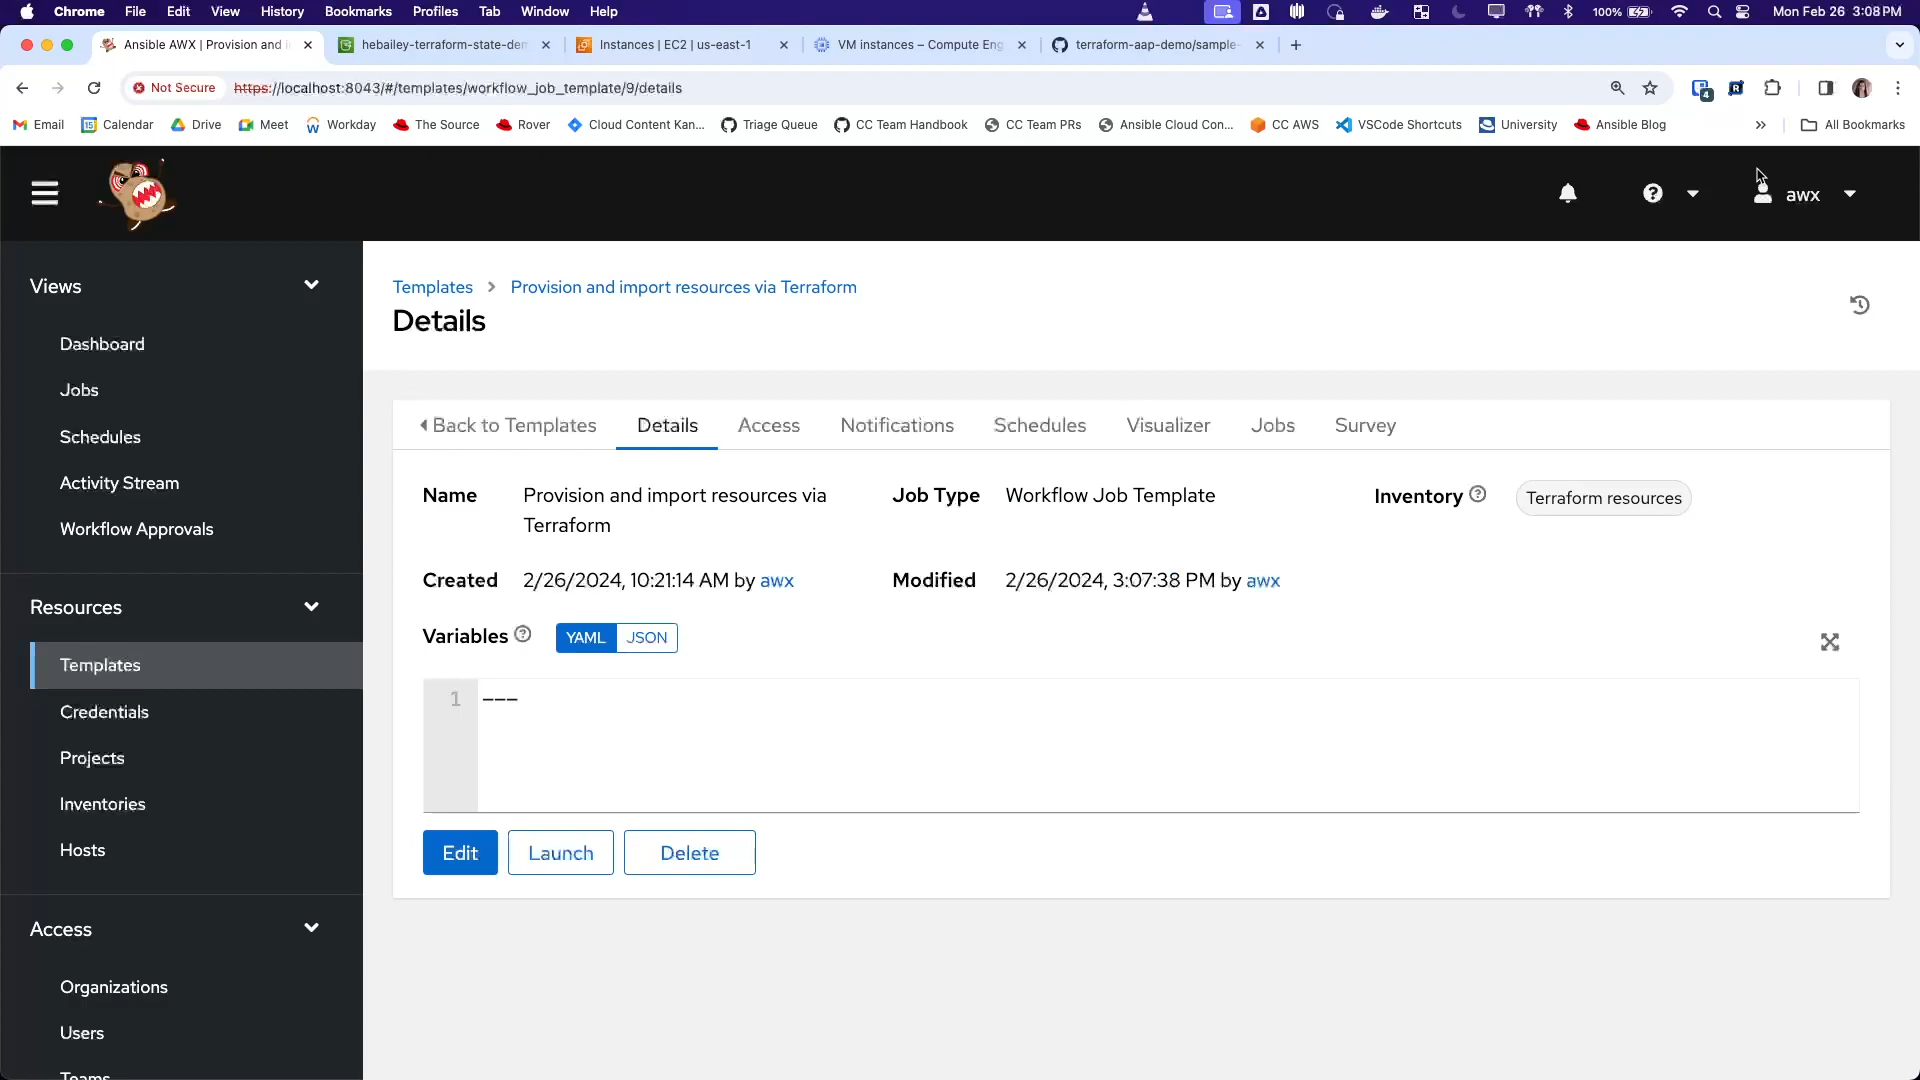 Chrome File Edit View History Bookmarks Profiles Tab Window Help 100% Mon Feb 26 3:08 PM
Ansible AWX | Provision and i hebailey-terraform-state-dem Instances | EC2 | us-east-1 VM instances – Compute Eng terraform-aap-demo/sample-
Not Secure https://localhost:8043/#/templates/workflow_job_template/9/details 4
Email Calendar Drive Meet Workday The Source Rover Cloud Content Kan... Triage Queue CC Team Handbook CC Team PRs Ansible Cloud Con... CC AWS VSCode Shortcuts University Ansible Blog » All Bookmarks
awx
Views
Dashboard
Jobs
Schedules
Activity Stream
Workflow Approvals
Resources
Templates
Credentials
Projects
Inventories
Hosts
Access
Organizations
Users
Teams
Templates > Provision and import resources via Terraform
Details
Back to Templates Details Access Notifications Schedules Visualizer Jobs Survey
Name Provision and import resources via Terraform
Job Type Workflow Job Template
Inventory Terraform resources
Created 2/26/2024, 10:21:14 AM by awx
Modified 2/26/2024, 3:07:38 PM by awx
Variables YAML JSON
1 ---
Edit Launch Delete